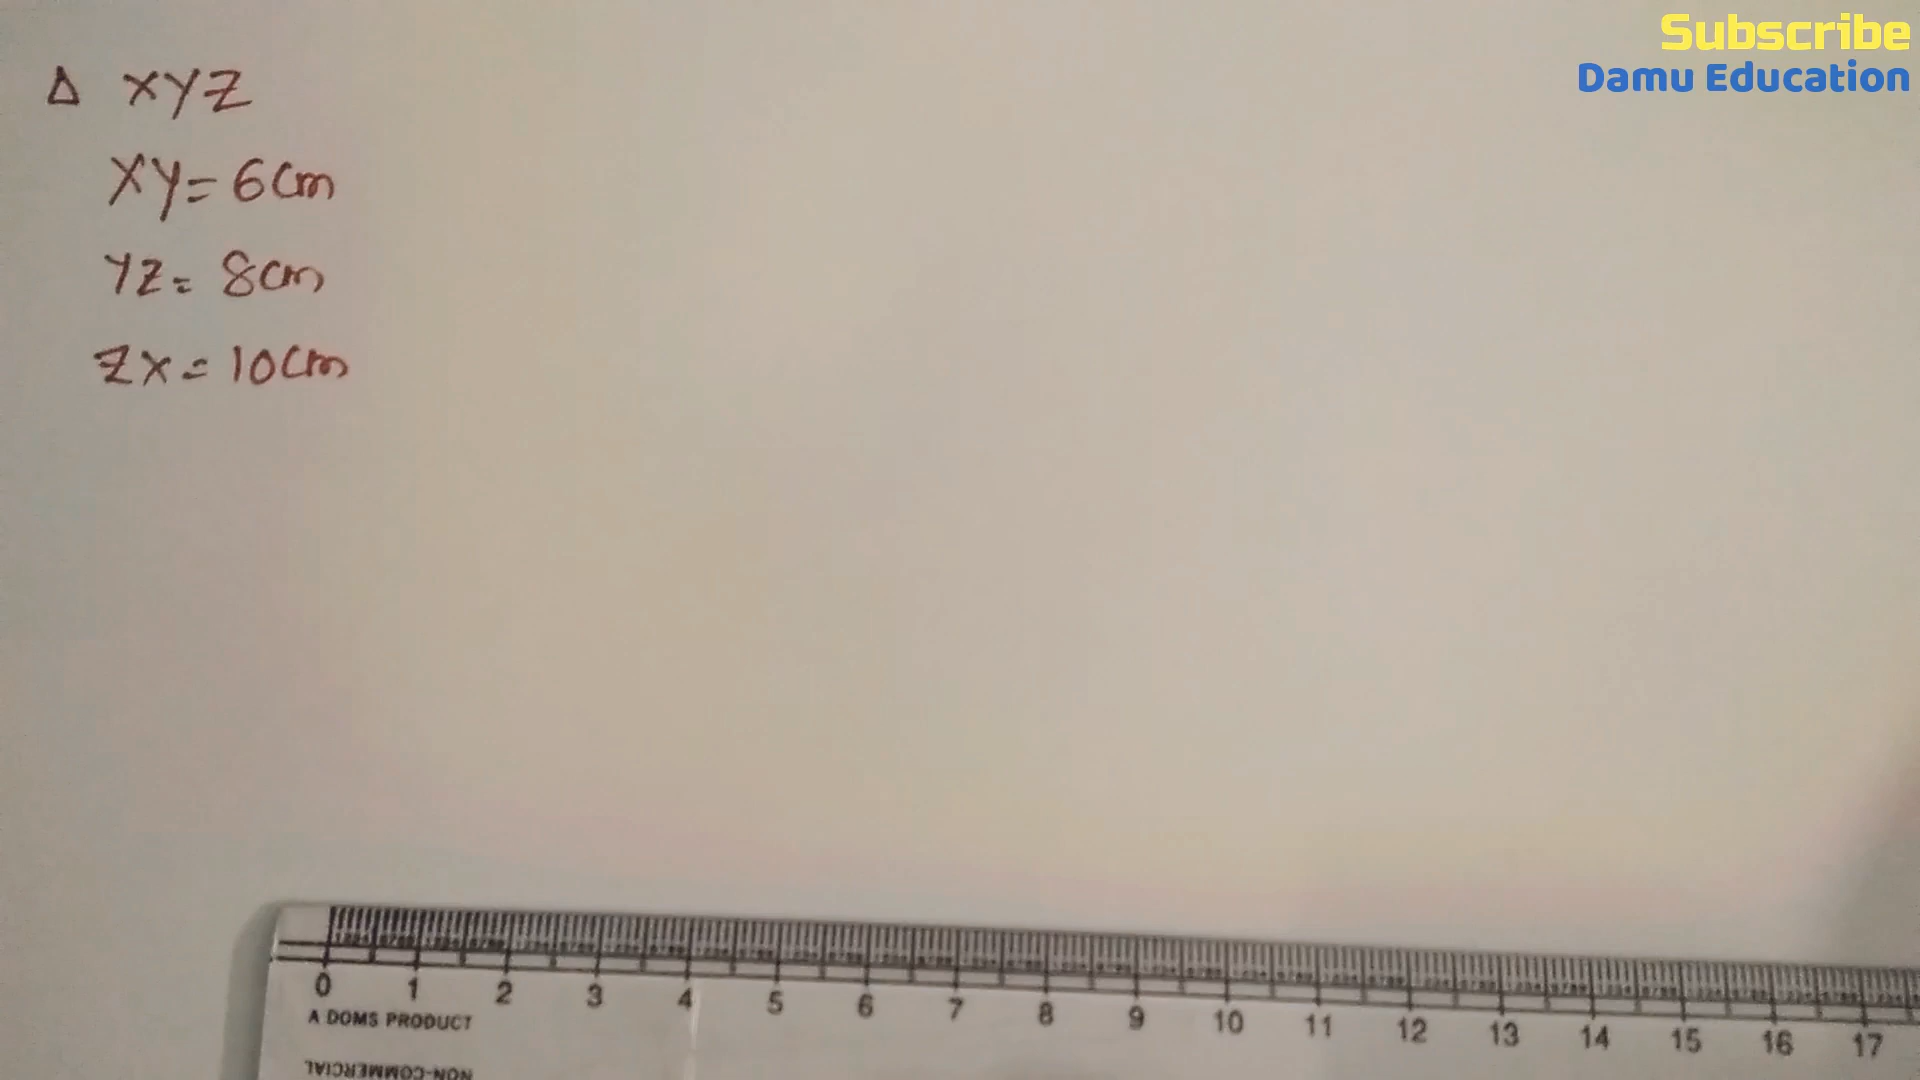 Subscribe
Damu Education
Δ XYZ
XY = 6cm
YZ = 8cm
ZX = 10cm
0 1 2 3 4 5 6 7 8 9 10 11 12 13 14 15 16 17
A DOMS PRODUCT
NON-COMMERCIAL